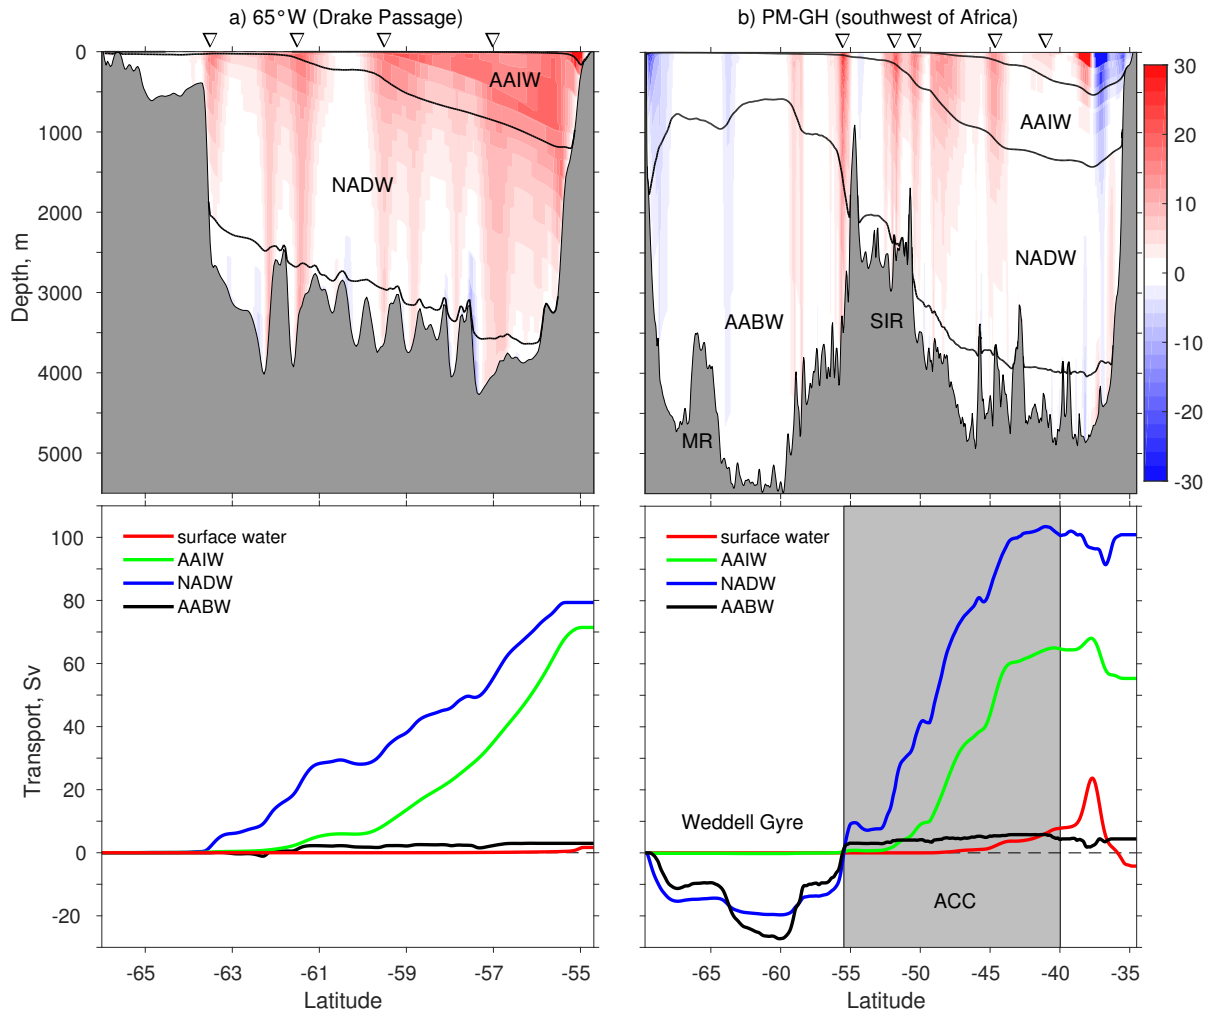 a) 65°W (Drake Passage)
b) PM-GH (southwest of Africa)
0
1000
2000
3000
4000
5000
Depth, m
AAIW
NADW
AAIW
NADW
AABW
SIR
MR
30
20
10
0
-10
-20
-30
100
80
60
40
20
0
-20
Transport, Sv
surface water
AAIW
NADW
AABW
surface water
AAIW
NADW
AABW
Weddell Gyre
ACC
-65 -63 -61 -59 -57 -55
Latitude
-65 -60 -55 -50 -45 -40 -35
Latitude